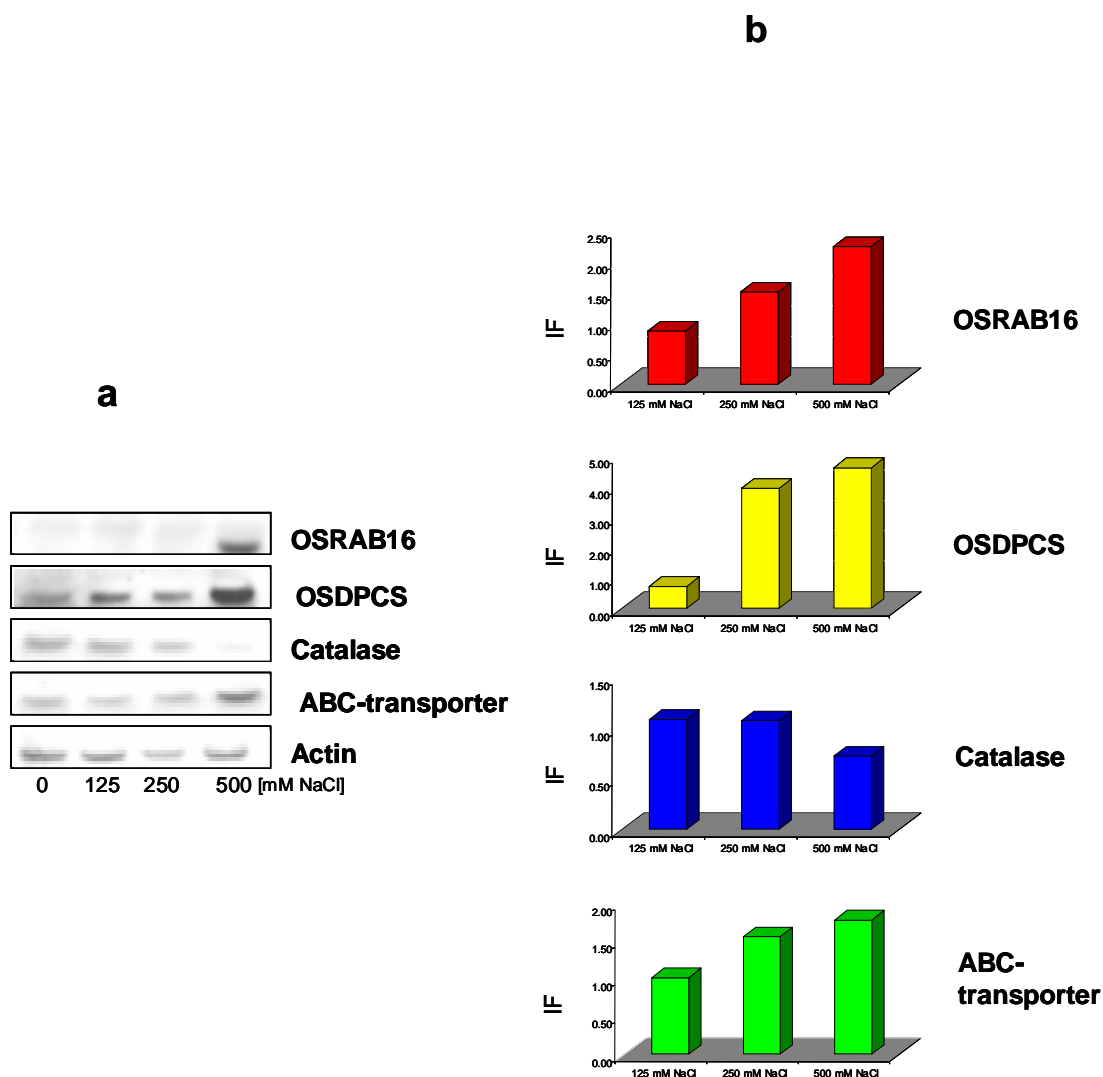 a
OSRAB16
OSDPCS
Catalase
ABC-transporter
Actin
0 125 250 500 [mM NaCl]
b
2.50
2.00
1.50
1.00
0.50
0.00
IF
125 mM NaCl 250 mM NaCl 500 mM NaCl
OSRAB16
5.00
4.00
3.00
2.00
1.00
0.00
IF
125 mM NaCl 250 mM NaCl 500 mM NaCl
OSDPCS
1.50
1.00
0.50
0.00
IF
125 mM NaCl 250 mM NaCl 500 mM NaCl
Catalase
2.00
1.50
1.00
0.50
0.00
IF
125 mM NaCl 250 mM NaCl 500 mM NaCl
ABC-
transporter